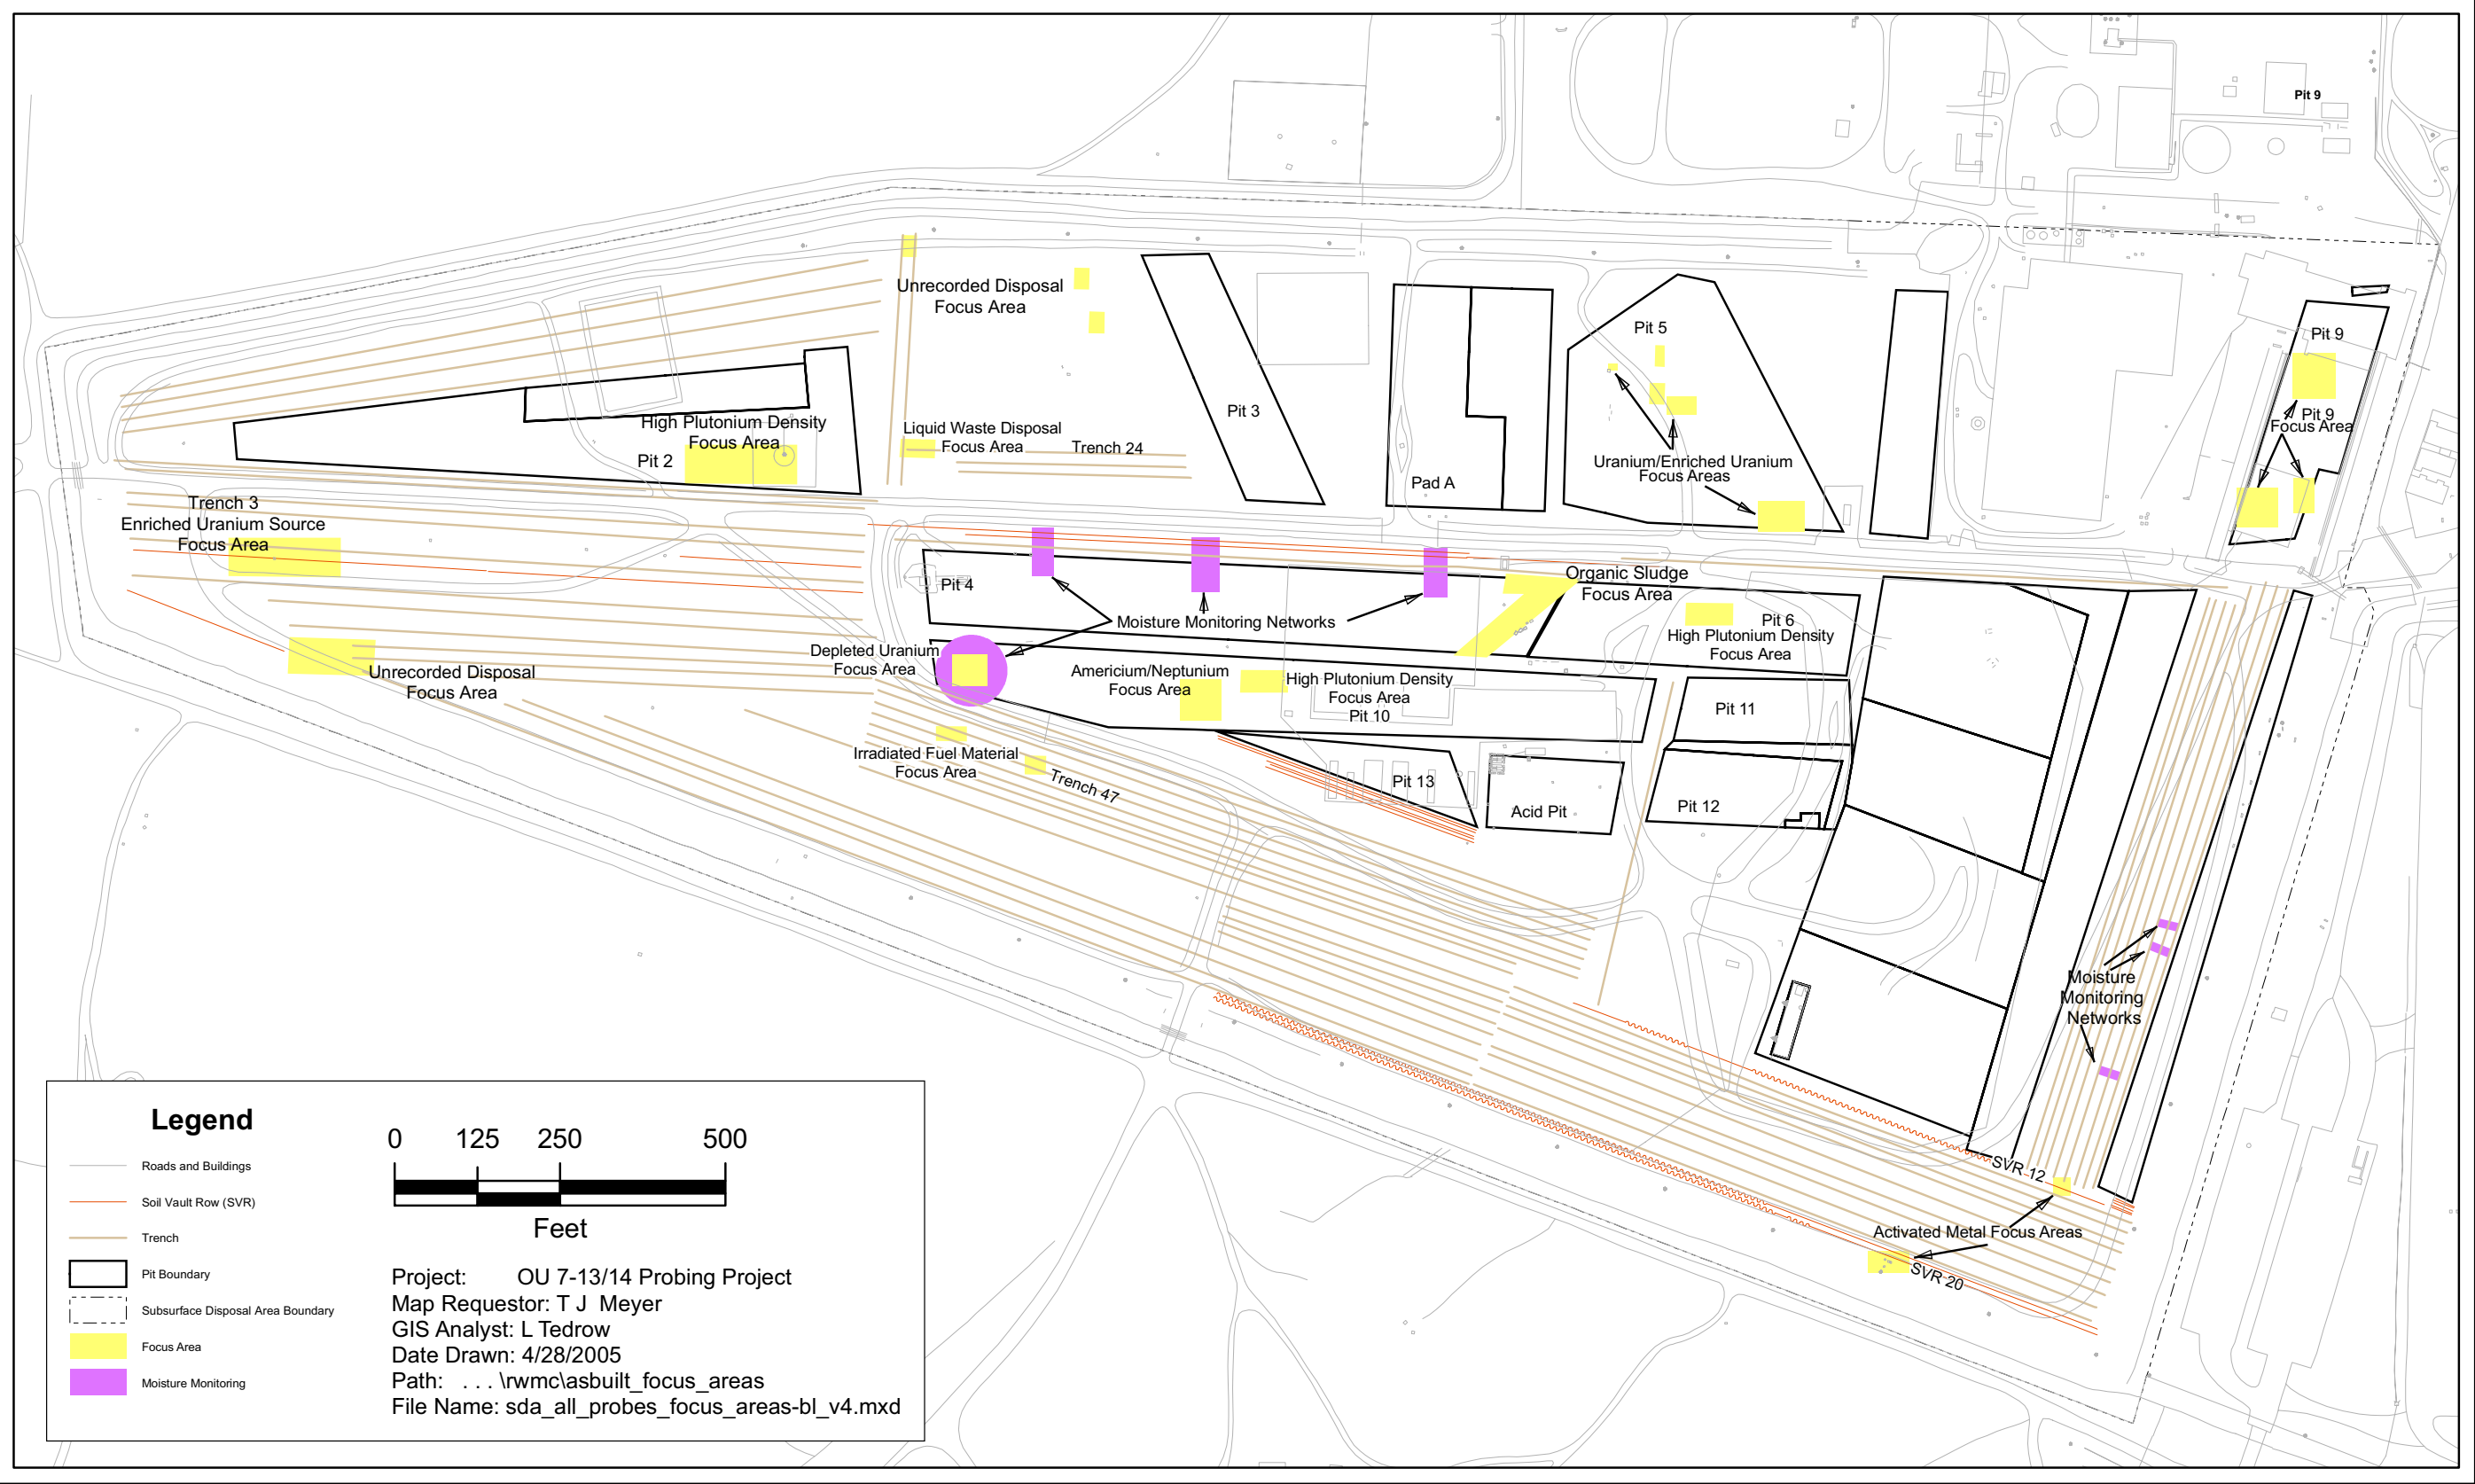 Pit 9
Unrecorded Disposal
Focus Area
Pit 5
Pit 9
Pit 3
High Plutonium Density
Focus Area
Pit 2
Liquid Waste Disposal
Focus Area
Trench 24
Pit 9
Focus Area
Uranium/Enriched Uranium
Focus Areas
Pad A
Trench 3
Enriched Uranium Source
Focus Area
Pit 4
Organic Sludge
Focus Area
Moisture Monitoring Networks
Pit 6
High Plutonium Density
Focus Area
Depleted Uranium
Focus Area
Unrecorded Disposal
Focus Area
Americium/Neptunium
Focus Area
High Plutonium Density
Focus Area
Pit 10
Pit 11
Irradiated Fuel Material
Focus Area
Trench 47
Pit 13
Acid Pit
Pit 12
Moisture
Monitoring
Networks
SVR 12
Activated Metal Focus Areas
SVR 20
Legend
Roads and Buildings
Soil Vault Row (SVR)
Trench
Pit Boundary
Subsurface Disposal Area Boundary
Focus Area
Moisture Monitoring
0 125 250 500
Feet
Project: OU 7-13/14 Probing Project
Map Requestor: T J Meyer
GIS Analyst: L Tedrow
Date Drawn: 4/28/2005
Path: . . . \rwmc\asbuilt_focus_areas
File Name: sda_all_probes_focus_areas-bl_v4.mxd